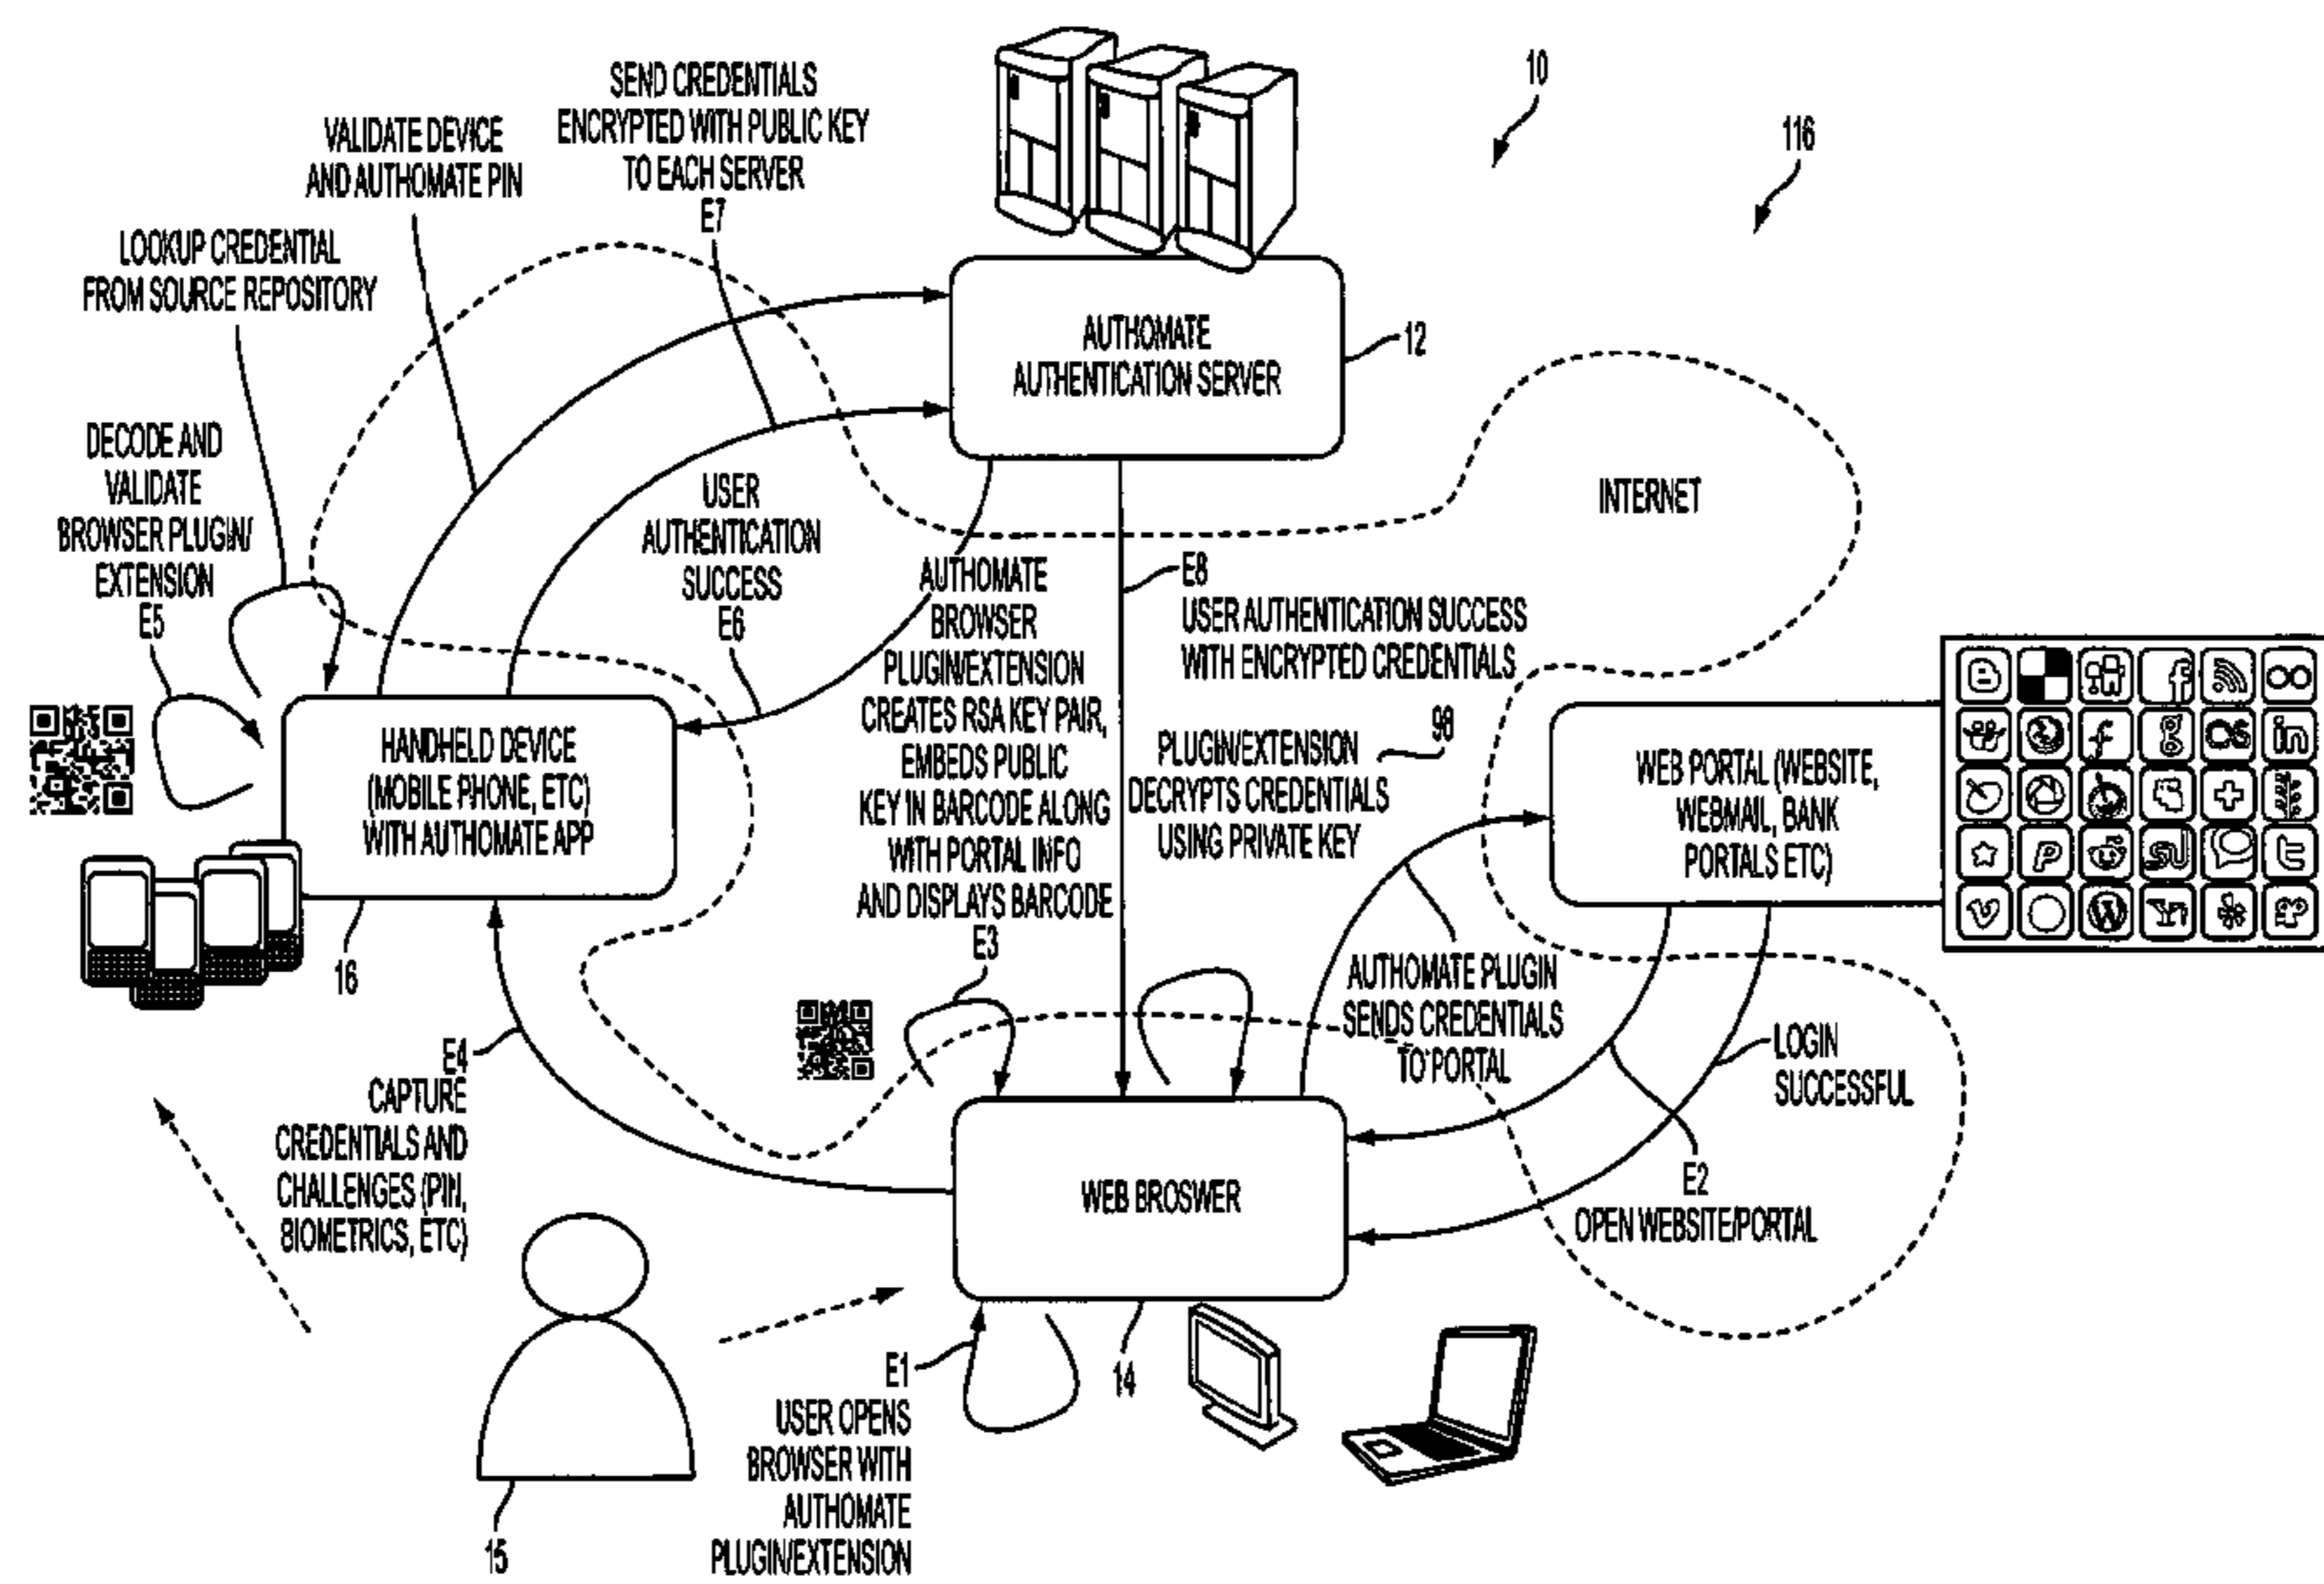 SEND CREDENTIALS
ENCRYPTED WITH PUBLIC KEY
TO EACH SERVER
E7
VALIDATE DEVICE
AND AUTHOMATE PIN
LOOKUP CREDENTIAL
FROM SOURCE REPOSITORY
DECODE AND
VALIDATE
BROWSER PLUGIN/
EXTENSION
E5
10
116
AUTHOMATE
AUTHENTICATION SERVER
12
INTERNET
USER
AUTHENTICATION
SUCCESS
E6
AUTHOMATE
BROWSER
PLUGIN/EXTENSION
CREATES RSA KEY PAIR,
EMBEDS PUBLIC
KEY IN BARCODE ALONG
WITH PORTAL INFO
AND DISPLAYS BARCODE
E3
E8
USER AUTHENTICATION SUCCESS
WITH ENCRYPTED CREDENTIALS
98
PLUGIN/EXTENSION
DECRYPTS CREDENTIALS
USING PRIVATE KEY
HANDHELD DEVICE
(MOBILE PHONE, ETC)
WITH AUTHOMATE APP
16
WEB PORTAL (WEBSITE,
WEBMAIL, BANK
PORTALS ETC)
AUTHOMATE PLUGIN
SENDS CREDENTIALS
TO PORTAL
LOGIN
SUCCESSFUL
E4
CAPTURE
CREDENTIALS AND
CHALLENGES (PIN,
BIOMETRICS, ETC)
WEB BROSWER
14
E2
OPEN WEBSITE/PORTAL
E1
USER OPENS
BROWSER WITH
AUTHOMATE
PLUGIN/EXTENSION
15